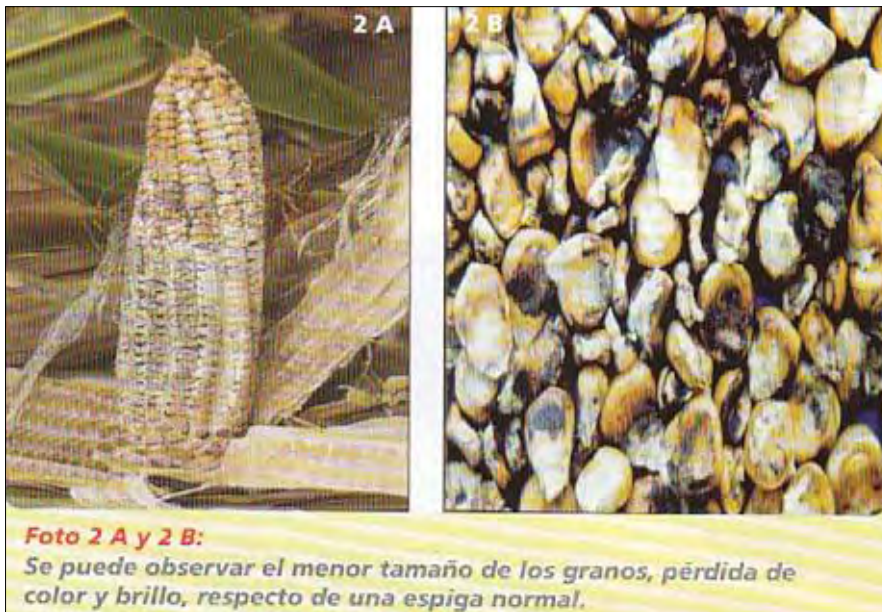 2 A
2 B
Foto 2 A y 2 B:
Se puede observar el menor tamaño de los granos, pérdida de
color y brillo, respecto de una espiga normal.